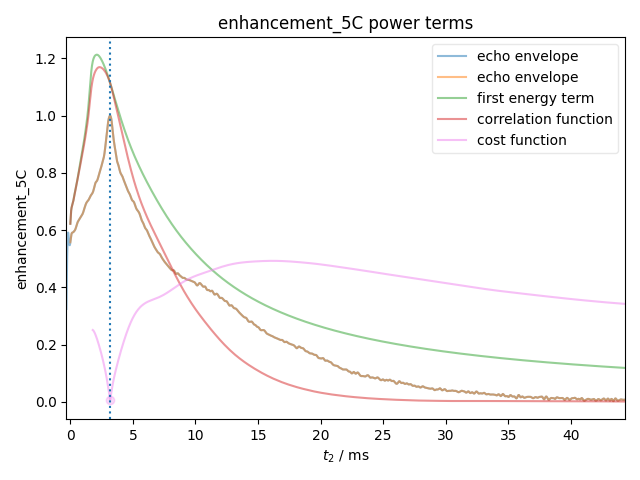 enhancement_5C power terms
echo envelope
echo envelope
first energy term
correlation function
cost function
enhancement_5C
1.2
1.0
0.8
0.6
0.4
0.2
0.0
0 5 10 15 20 25 30 35 40
t₂ / ms